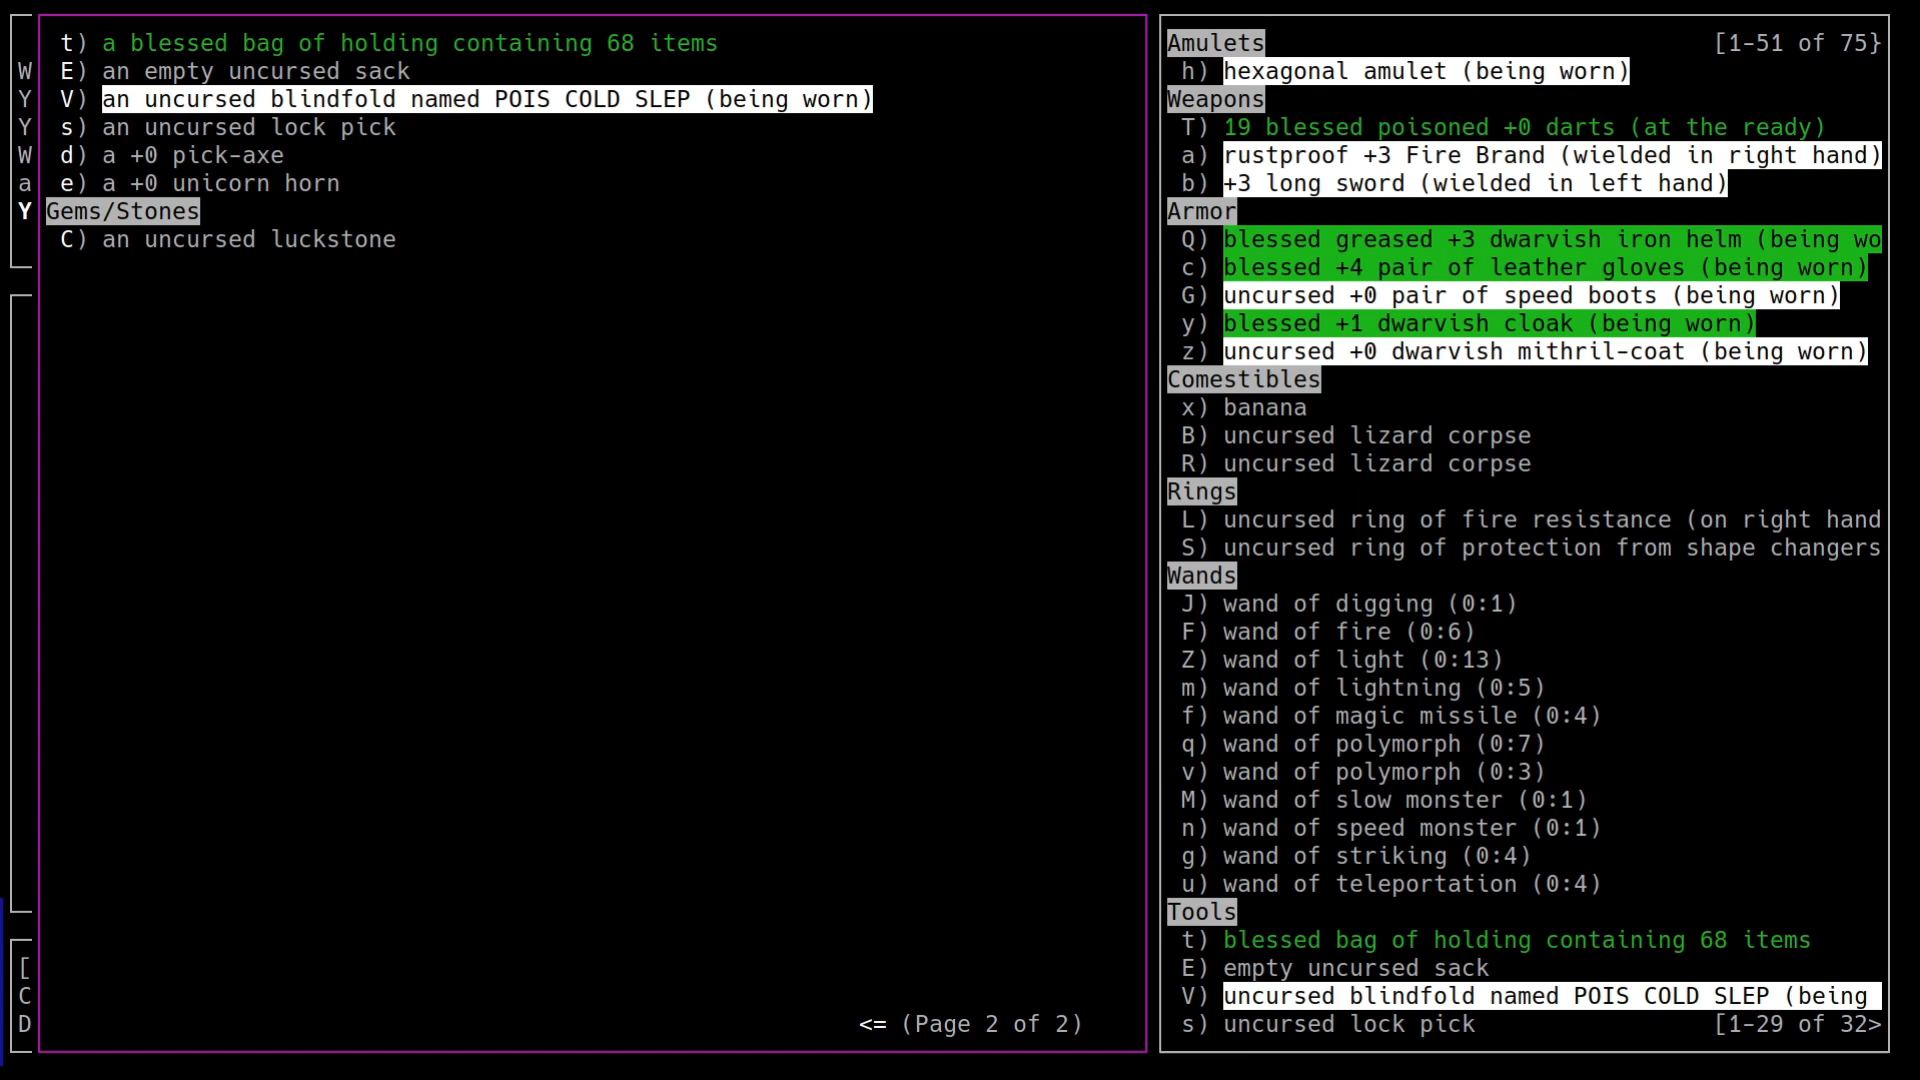 W
Y
Y
W
a
Y
[
C
D
t) a blessed bag of holding containing 68 items
E) an empty uncursed sack
V) an uncursed blindfold named POIS COLD SLEP (being worn)
s) an uncursed lock pick
d) a +0 pick-axe
e) a +0 unicorn horn
Gems/Stones
C) an uncursed luckstone
<= (Page 2 of 2)
Amulets [1-51 of 75}
h) hexagonal amulet (being worn)
Weapons
T) 19 blessed poisoned +0 darts (at the ready)
a) rustproof +3 Fire Brand (wielded in right hand)
b) +3 long sword (wielded in left hand)
Armor
Q) blessed greased +3 dwarvish iron helm (being wo
c) blessed +4 pair of leather gloves (being worn)
G) uncursed +0 pair of speed boots (being worn)
y) blessed +1 dwarvish cloak (being worn)
z) uncursed +0 dwarvish mithril-coat (being worn)
Comestibles
x) banana
B) uncursed lizard corpse
R) uncursed lizard corpse
Rings
L) uncursed ring of fire resistance (on right hand
S) uncursed ring of protection from shape changers
Wands
J) wand of digging (0:1)
F) wand of fire (0:6)
Z) wand of light (0:13)
m) wand of lightning (0:5)
f) wand of magic missile (0:4)
q) wand of polymorph (0:7)
v) wand of polymorph (0:3)
M) wand of slow monster (0:1)
n) wand of speed monster (0:1)
g) wand of striking (0:4)
u) wand of teleportation (0:4)
Tools
t) blessed bag of holding containing 68 items
E) empty uncursed sack
V) uncursed blindfold named POIS COLD SLEP (being
s) uncursed lock pick [1-29 of 32>